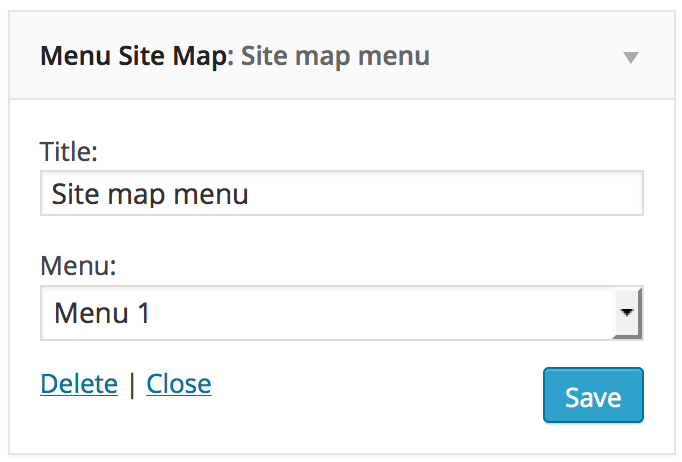 Menu Site Map: Site map menu
Title:
Site map menu
Menu:
Menu 1
Delete | Close
Save